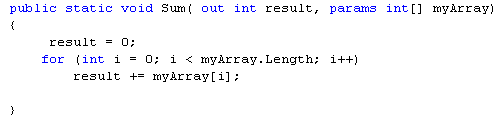 public static void Sum( out int result, params int[] myArray)
{
result = 0;
for (int i = 0; i < myArray.Length; i++)
result += myArray[i];
}